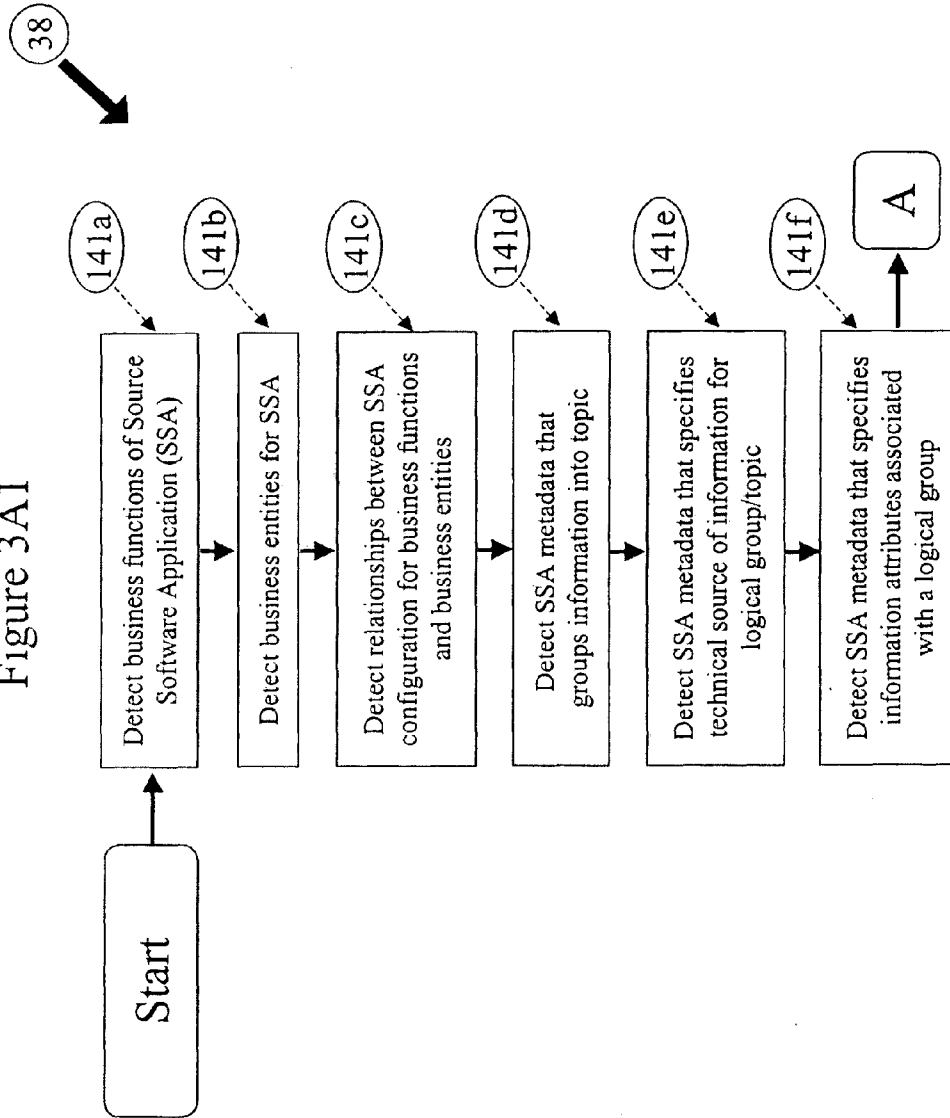 Figure 3A1
38
Start
Detect business functions of Source
Software Application (SSA)
141a
Detect business entities for SSA
141b
Detect relationships between SSA
configuration for business functions
and business entities
141c
Detect SSA metadata that
groups information into topic
141d
Detect SSA metadata that specifies
technical source of information for
logical group/topic
141e
Detect SSA metadata that specifies
information attributes associated
with a logical group
141f
A